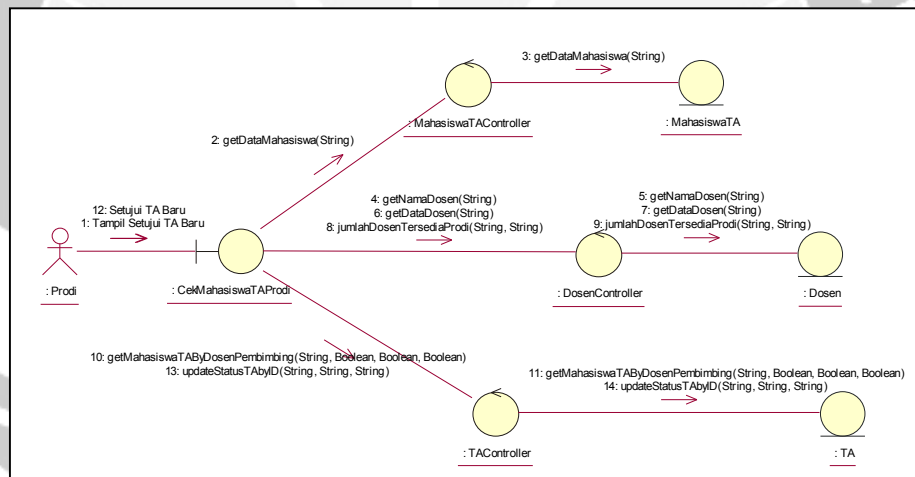 3: getDataMahasiswa(String)
: MahasiswaTAController
: MahasiswaTA
2: getDataMahasiswa(String)
12: Setujui TA Baru
1: Tampil Setujui TA Baru
4: getNamaDosen(String)
6: getDataDosen(String)
8: jumlahDosenTersediaProdi(String, String)
5: getNamaDosen(String)
7: getDataDosen(String)
9: jumlahDosenTersediaProdi(String, String)
: Prodi
: CekMahasiswaTAProdi
: DosenController
: Dosen
10: getMahasiswaTAByDosenPembimbing(String, Boolean, Boolean, Boolean)
13: updateStatusTAbyID(String, String, String)
11: getMahasiswaTAByDosenPembimbing(String, Boolean, Boolean, Boolean)
14: updateStatusTAbyID(String, String, String)
: TAController
: TA